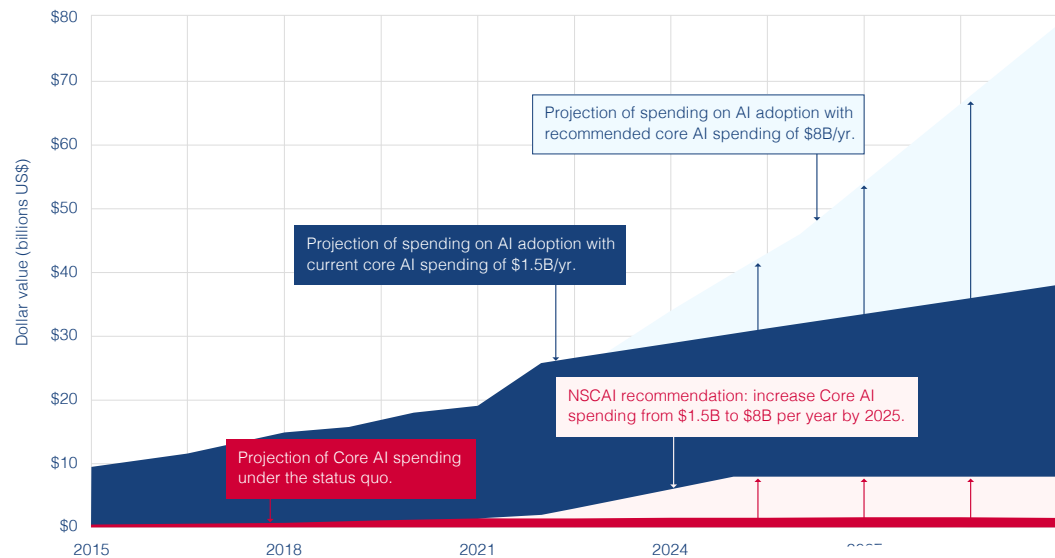 $80
$70
$60
$50
$40
$30
$20
$10
$0
Dollar value (billions US$)
Projection of spending on AI adoption with
recommended core AI spending of $8B/yr.
Projection of spending on AI adoption with
current core AI spending of $1.5B/yr.
NSCAI recommendation: increase Core AI
spending from $1.5B to $8B per year by 2025.
Projection of Core AI spending
under the status quo.
2015 2018 2021 2024